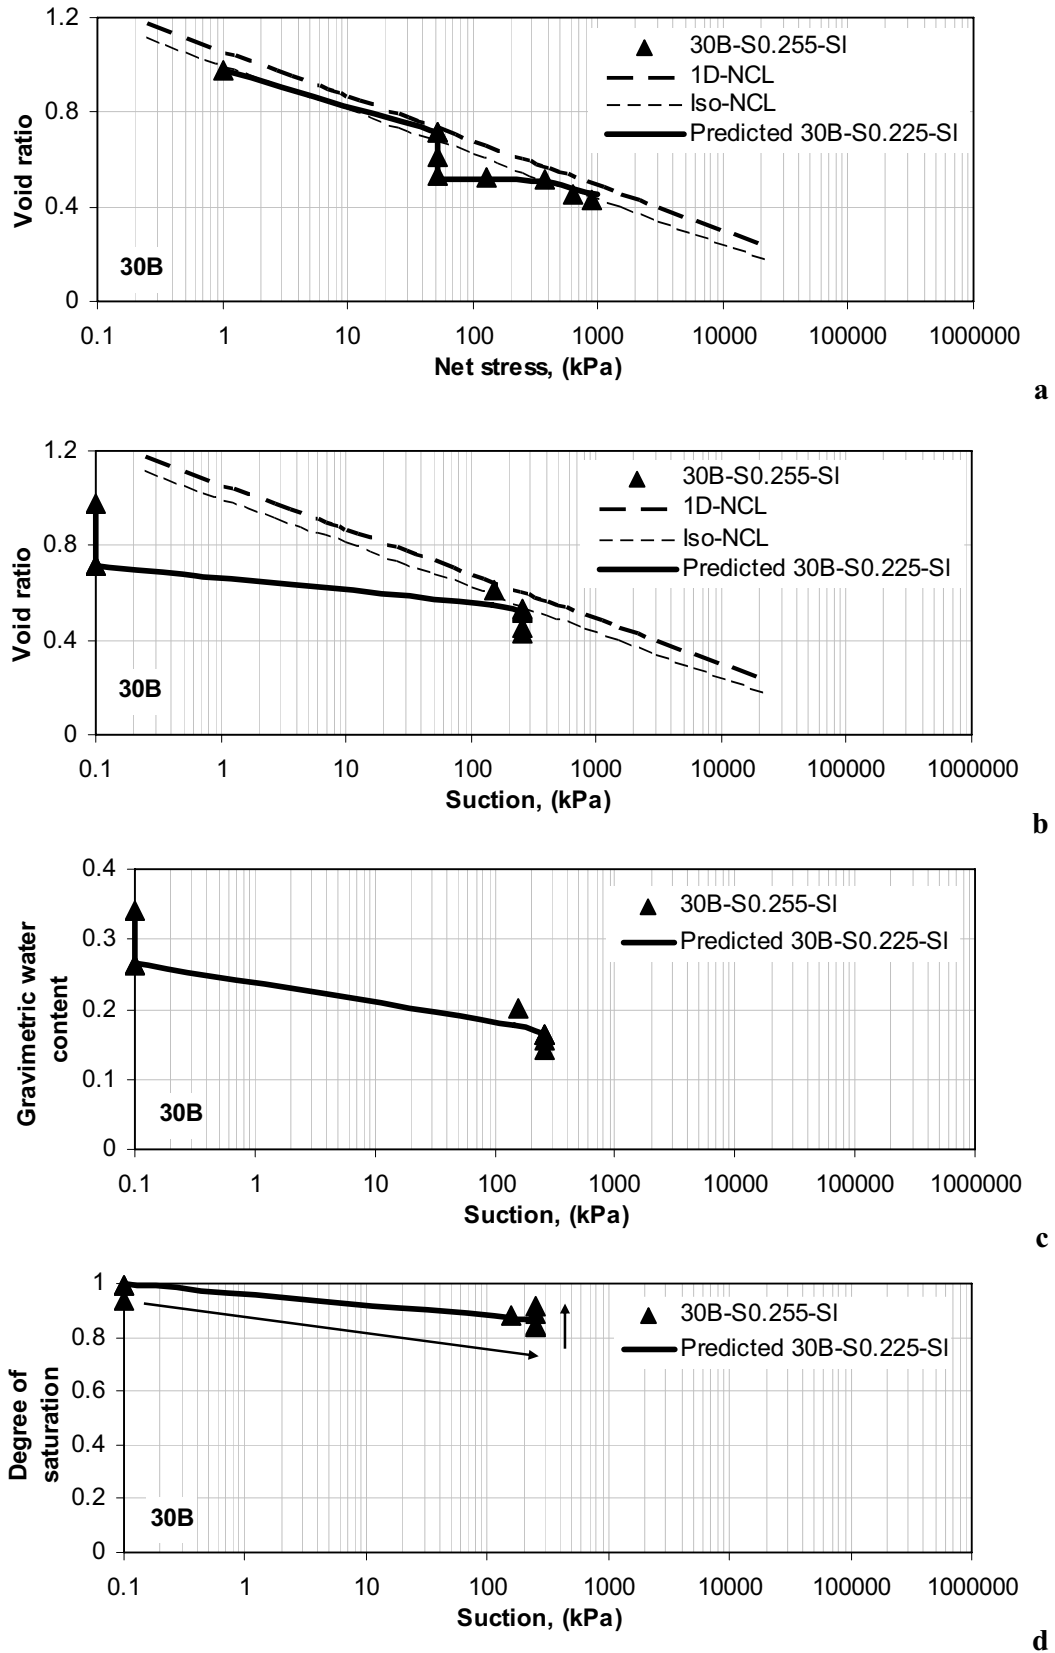 1.2
0.8
0.4
0
Void ratio
30B-S0.255-SI
1D-NCL
Iso-NCL
Predicted 30B-S0.225-SI
30B
0.1 1 10 100 1000 10000 100000 1000000
Net stress, (kPa)
a
1.2
0.8
0.4
0
Void ratio
30B-S0.255-SI
1D-NCL
Iso-NCL
Predicted 30B-S0.225-SI
30B
0.1 1 10 100 1000 10000 100000 1000000
Suction, (kPa)
b
0.4
0.3
0.2
0.1
0
Gravimetric water
content
30B-S0.255-SI
Predicted 30B-S0.225-SI
30B
0.1 1 10 100 1000 10000 100000 1000000
Suction, (kPa)
c
1
0.8
0.6
0.4
0.2
0
Degree of
saturation
30B-S0.255-SI
Predicted 30B-S0.225-SI
30B
0.1 1 10 100 1000 10000 100000 1000000
Suction, (kPa)
d